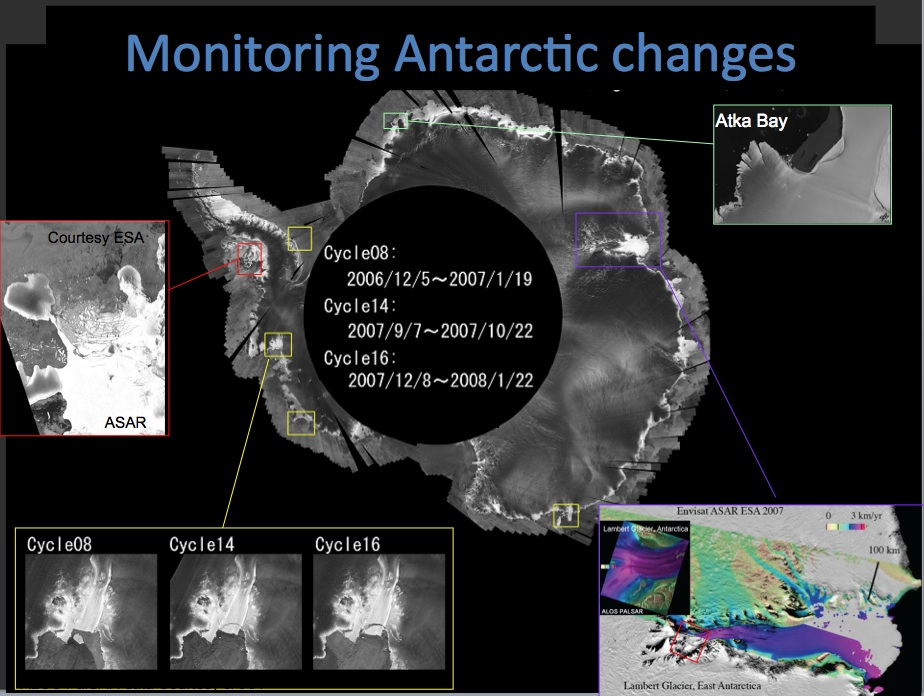 Monitoring Antarctic changes
Atka Bay
Courtesy ESA
ASAR
Cycle08:
2006/12/5～2007/1/19
Cycle14:
2007/9/7～2007/10/22
Cycle16:
2007/12/8～2008/1/22
Cycle08
Cycle14
Cycle16
Envisat ASAR ESA 2007
0 3 km/yr
100 km
Lambert Glacier, Antarctica
ALOS PALSAR
Lambert Glacier, East Antarctica